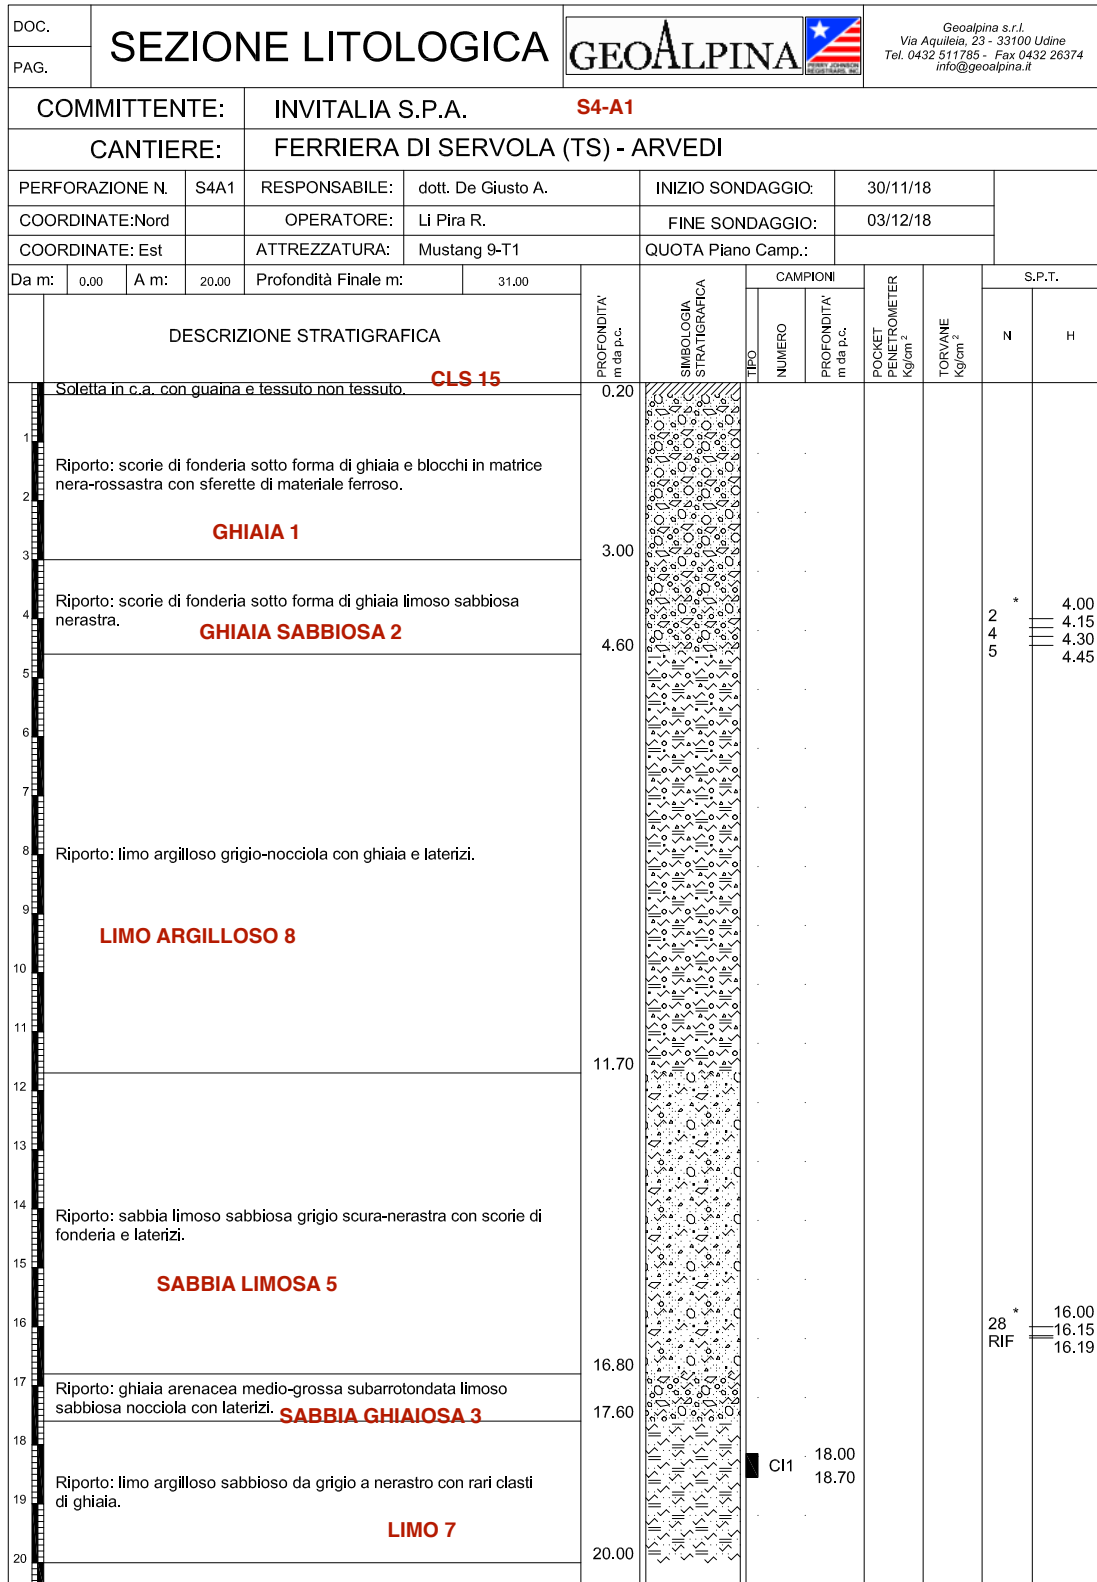 DOC.
PAG.
SEZIONE LITOLOGICA
GEOALPINA
PERRY JOHNSON
REGISTRARS, INC.
Geoalpina s.r.l.
Via Aquileia, 23 - 33100 Udine
Tel. 0432 511785 - Fax 0432 26374
info@geoalpina.it
COMMITTENTE: INVITALIA S.P.A. S4-A1
CANTIERE: FERRIERA DI SERVOLA (TS) - ARVEDI
PERFORAZIONE N. S4A1 RESPONSABILE: dott. De Giusto A. INIZIO SONDAGGIO: 30/11/18
COORDINATE:Nord OPERATORE: Li Pira R. FINE SONDAGGIO: 03/12/18
COORDINATE: Est ATTREZZATURA: Mustang 9-T1 QUOTA Piano Camp.:
Da m: 0.00 A m: 20.00 Profondità Finale m: 31.00
DESCRIZIONE STRATIGRAFICA
PROFONDITA'
m da p.c.
SIMBOLOGIA
STRATIGRAFICA
CAMPIONI
TIPO
NUMERO
PROFONDITA'
m da p.c.
POCKET
PENETROMETER
Kg/cm²
TORVANE
Kg/cm²
S.P.T.
N H
Soletta in c.a. con guaina e tessuto non tessuto. CLS 15 0.20
1
Riporto: scorie di fonderia sotto forma di ghiaia e blocchi in matrice
nera-rossastra con sferette di materiale ferroso.
2
GHIAIA 1
3 3.00
Riporto: scorie di fonderia sotto forma di ghiaia limoso sabbiosa
nerastra.
4
GHIAIA SABBIOSA 2
* 4.00
2 4.15
4 4.30
5 4.45
4.60
5
6
7
8 Riporto: limo argilloso grigio-nocciola con ghiaia e laterizi.
9
LIMO ARGILLOSO 8
10
11
11.70
12
13
14 Riporto: sabbia limoso sabbiosa grigio scura-nerastra con scorie di
fonderia e laterizi.
15
SABBIA LIMOSA 5
16
* 16.00
28 16.15
RIF 16.19
16.80
17 Riporto: ghiaia arenacea medio-grossa subarrotondata limoso
sabbiosa nocciola con laterizi. SABBIA GHIAIOSA 3 17.60
18
CI1 18.00
18.70
Riporto: limo argilloso sabbioso da grigio a nerastro con rari clasti
19 di ghiaia.
LIMO 7
20 20.00